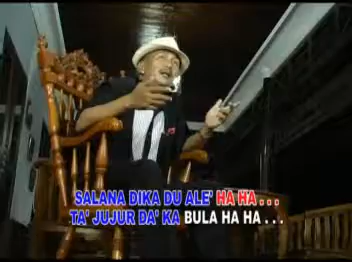 SALANA DIKA DU ALE' HA HA . . .
TA' JUJUR DA' KA BULA HA HA . . .